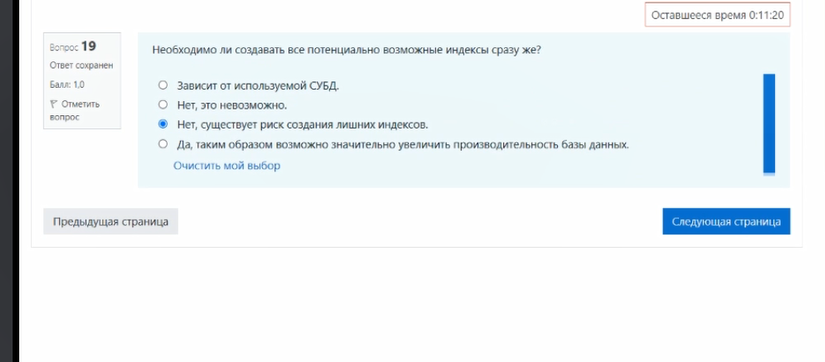 Оставшееся время 0:11:20
Вопрос 19
Ответ сохранен
Балл: 1,0
Отметить
вопрос
Необходимо ли создавать все потенциально возможные индексы сразу же?
Зависит от используемой СУБД.
Нет, это невозможно.
Нет, существует риск создания лишних индексов.
Да, таким образом возможно значительно увеличить производительность базы данных.
Очистить мой выбор
Предыдущая страница
Следующая страница